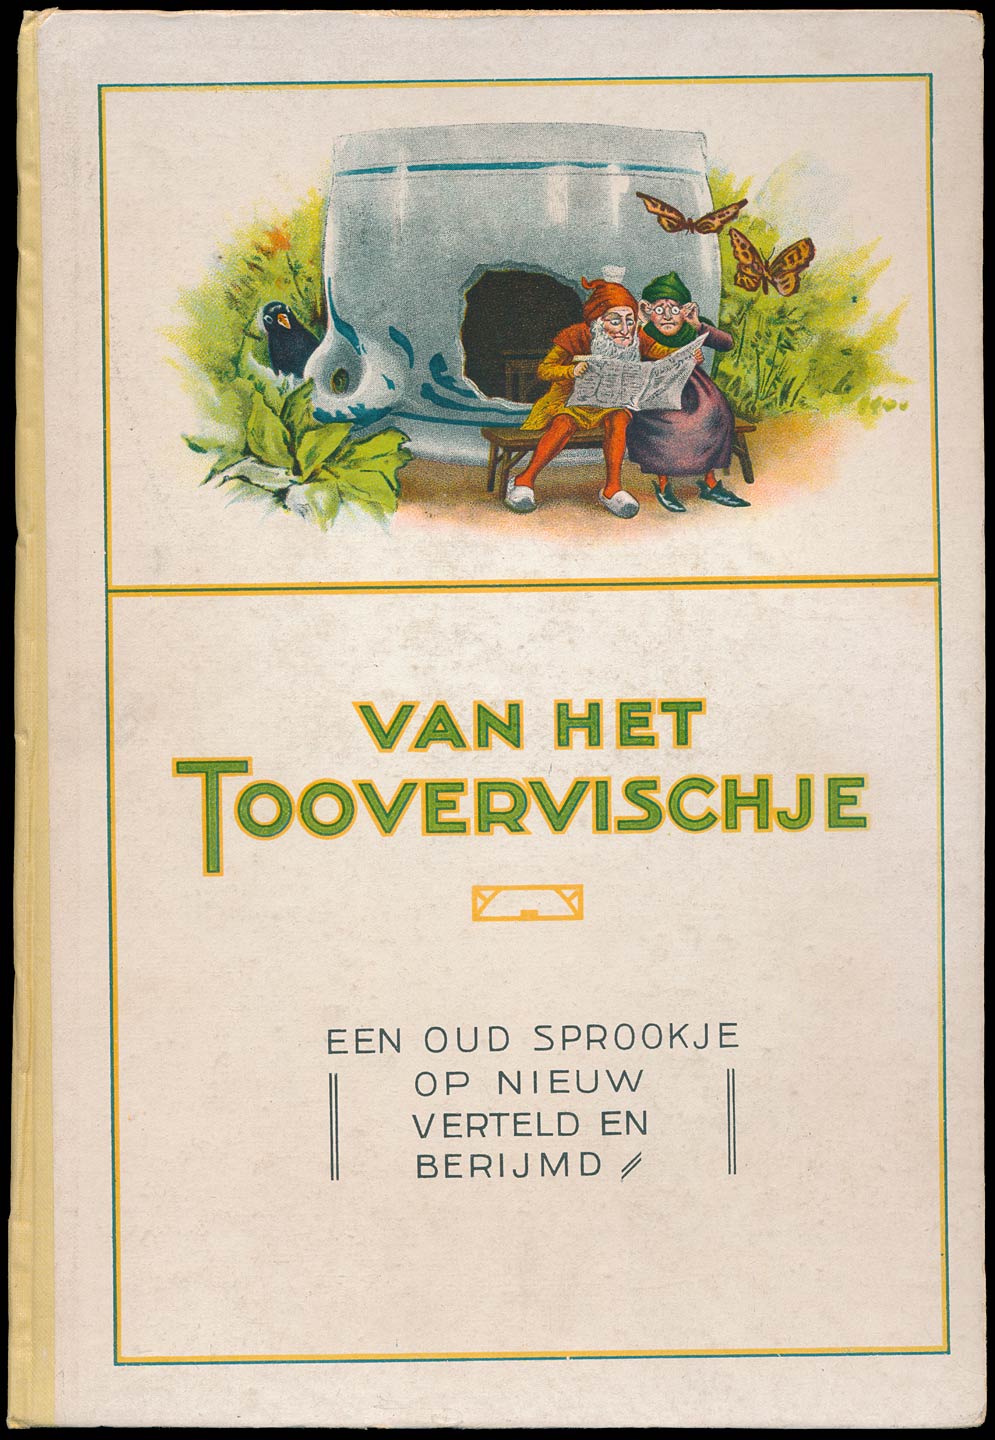 VAN HET
TOOVERVISCHJE
EEN OUD SPROOKJE
OP NIEUW
VERTELD EN
BERIJMD